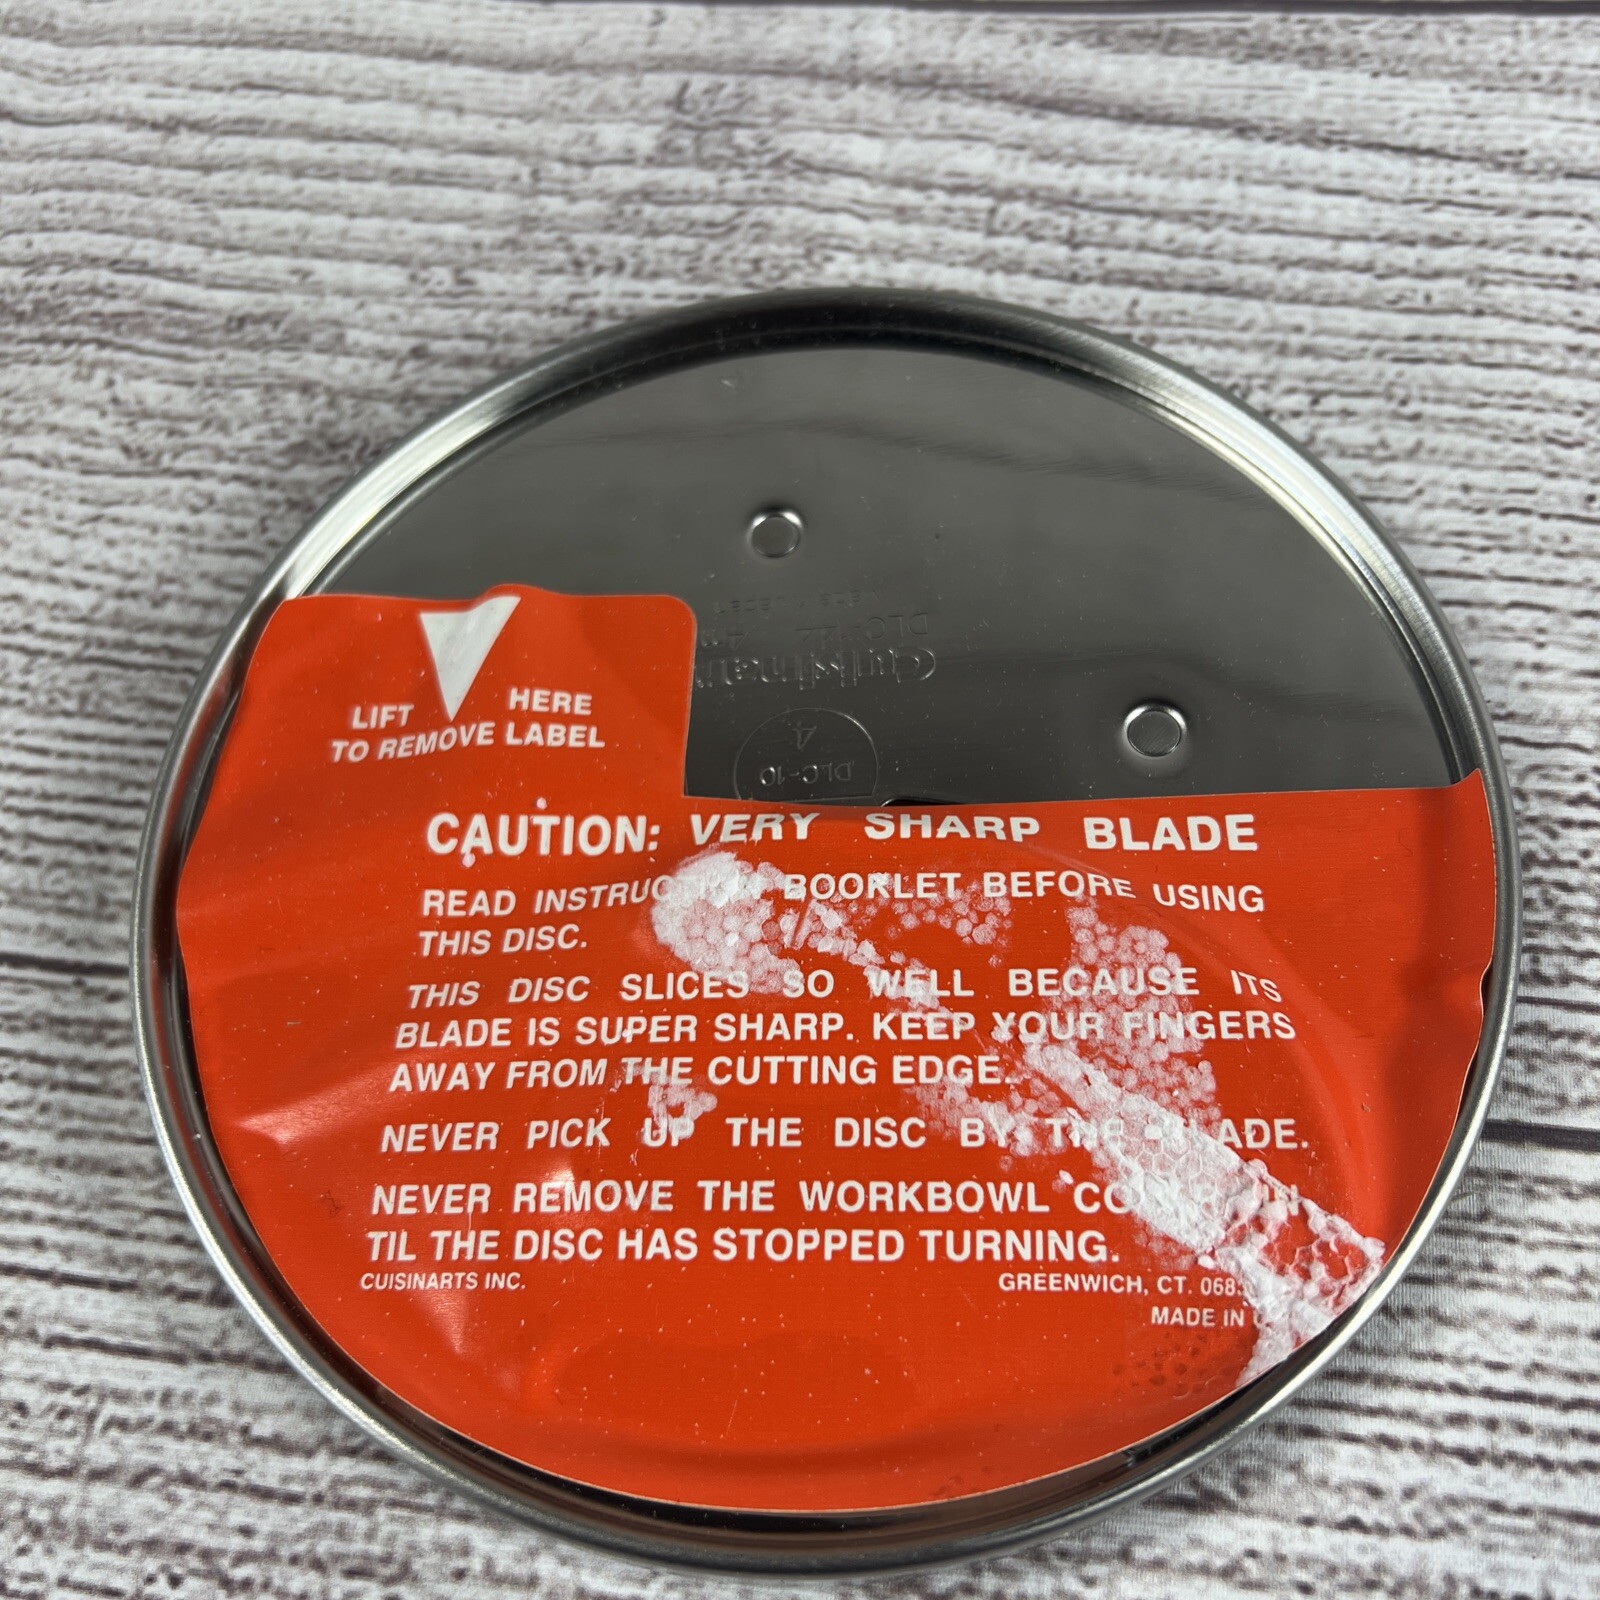 LIFT HERE
TO REMOVE LABEL
CAUTION: VERY SHARP BLADE
READ BOOKLET BEFORE USING
THIS DISC.
THIS DISC SLICES SO WELL BECAUSE ITS
BLADE IS SUPER SHARP. KEEP YOUR FINGERS
AWAY FROM THE CUTTING EDGE.
NEVER PICK UP THE DISC BY THE BLADE.
NEVER REMOVE THE WORKBOWL
TIL THE DISC HAS STOPPED TURNING.
CUISINARTS INC. GREENWICH, CT.
MADE IN
DLC-10
4